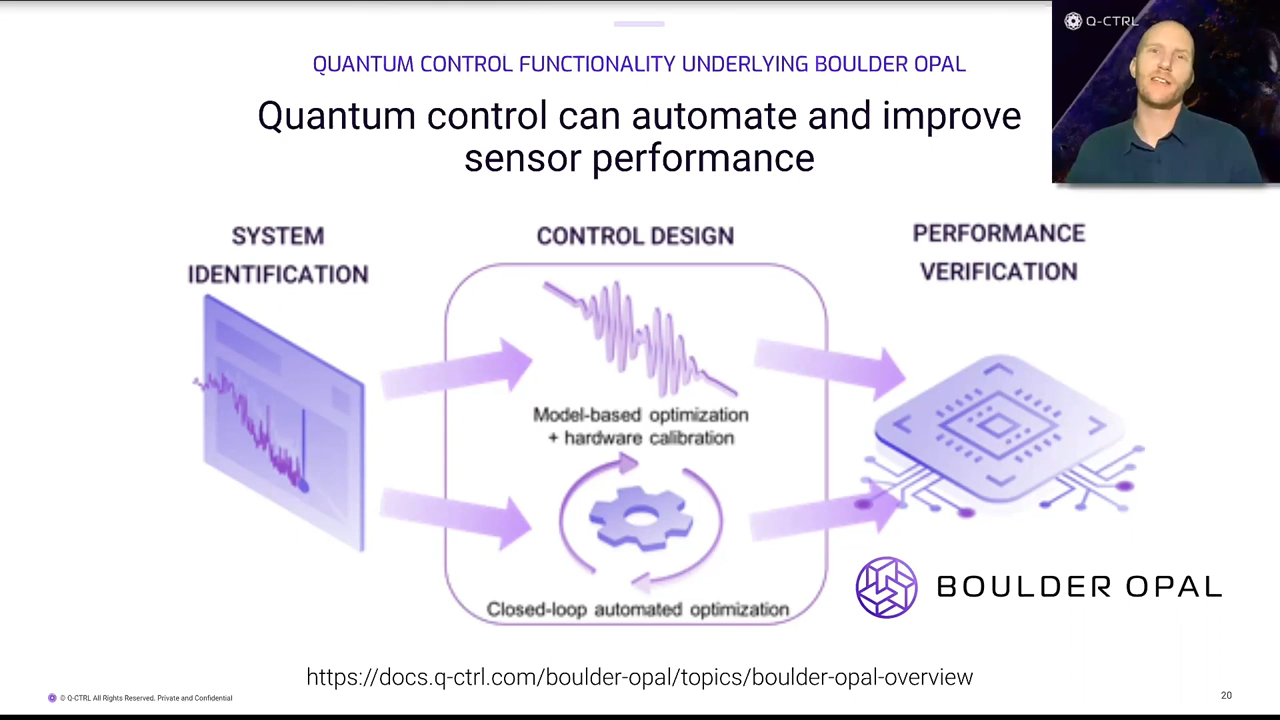 Q-CTRL
QUANTUM CONTROL FUNCTIONALITY UNDERLYING BOULDER OPAL
Quantum control can automate and improve
sensor performance
SYSTEM
IDENTIFICATION
CONTROL DESIGN
Model-based optimization
+ hardware calibration
Closed-loop automated optimization
PERFORMANCE
VERIFICATION
BOULDER OPAL
https://docs.q-ctrl.com/boulder-opal/topics/boulder-opal-overview
© Q-CTRL All Rights Reserved. Private and Confidential
20